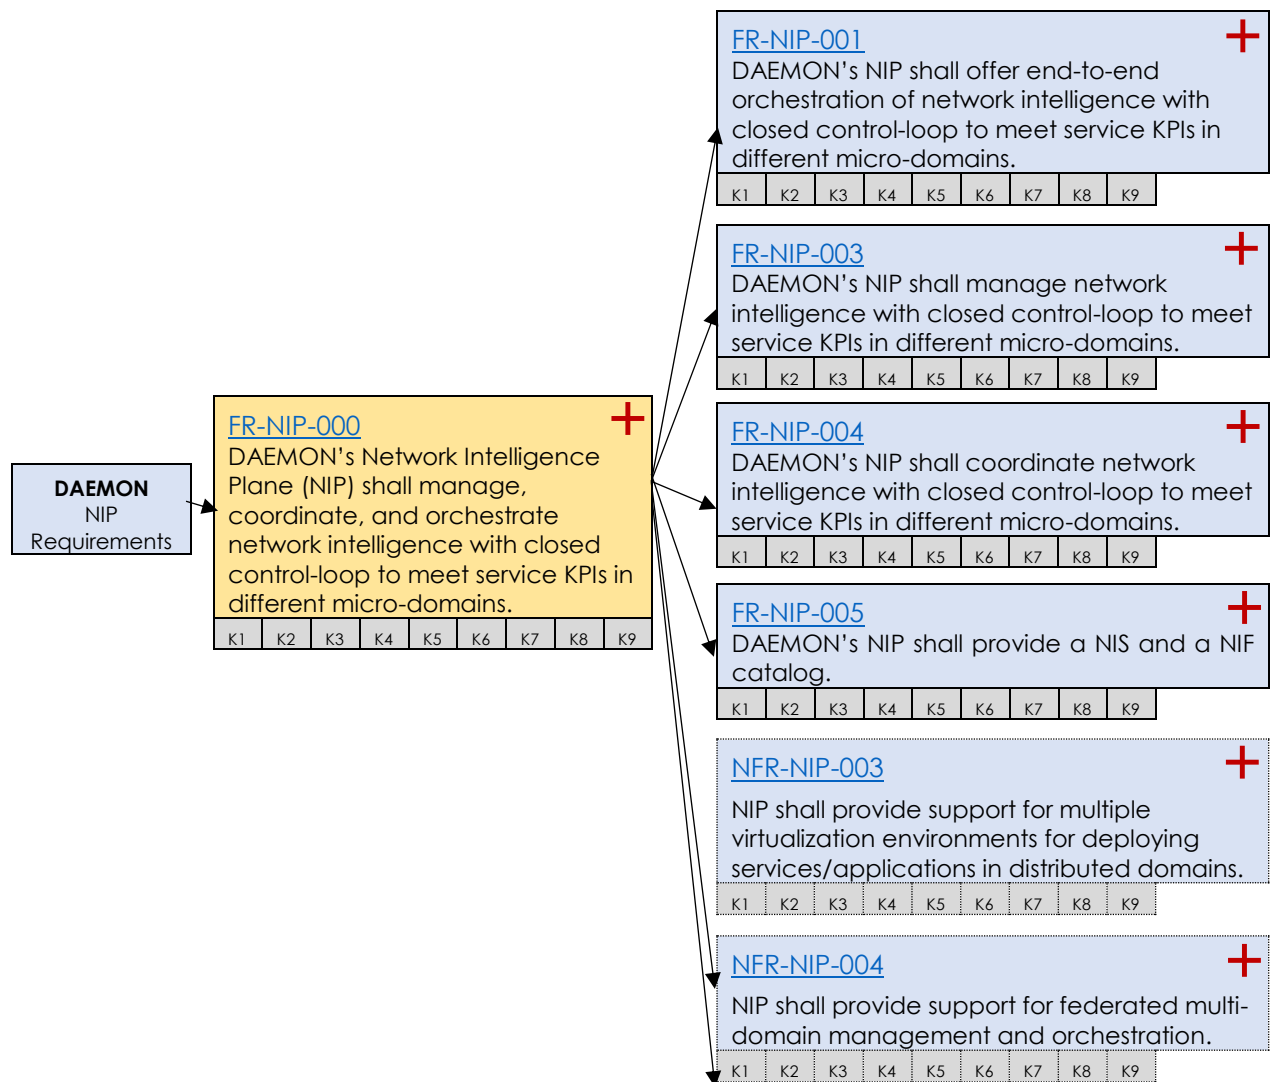 DAEMON
NIP
Requirements
FR-NIP-000
DAEMON’s Network Intelligence
Plane (NIP) shall manage,
coordinate, and orchestrate
network intelligence with closed
control-loop to meet service KPIs in
different micro-domains.
K1 K2 K3 K4 K5 K6 K7 K8 K9
FR-NIP-001
DAEMON’s NIP shall offer end-to-end
orchestration of network intelligence with
closed control-loop to meet service KPIs in
different micro-domains.
K1 K2 K3 K4 K5 K6 K7 K8 K9
FR-NIP-003
DAEMON’s NIP shall manage network
intelligence with closed control-loop to meet
service KPIs in different micro-domains.
K1 K2 K3 K4 K5 K6 K7 K8 K9
FR-NIP-004
DAEMON’s NIP shall coordinate network
intelligence with closed control-loop to meet
service KPIs in different micro-domains.
K1 K2 K3 K4 K5 K6 K7 K8 K9
FR-NIP-005
DAEMON’s NIP shall provide a NIS and a NIF
catalog.
K1 K2 K3 K4 K5 K6 K7 K8 K9
NFR-NIP-003
NIP shall provide support for multiple
virtualization environments for deploying
services/applications in distributed domains.
K1 K2 K3 K4 K5 K6 K7 K8 K9
NFR-NIP-004
NIP shall provide support for federated multi-
domain management and orchestration.
K1 K2 K3 K4 K5 K6 K7 K8 K9